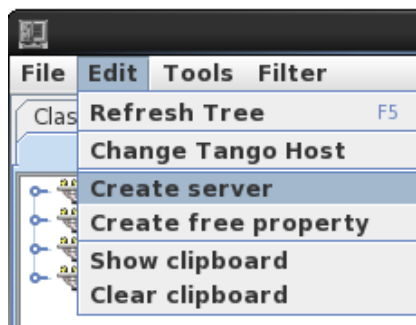 File Edit Tools Filter
Clas
Refresh Tree F5
Change Tango Host
Create server
Create free property
Show clipboard
Clear clipboard